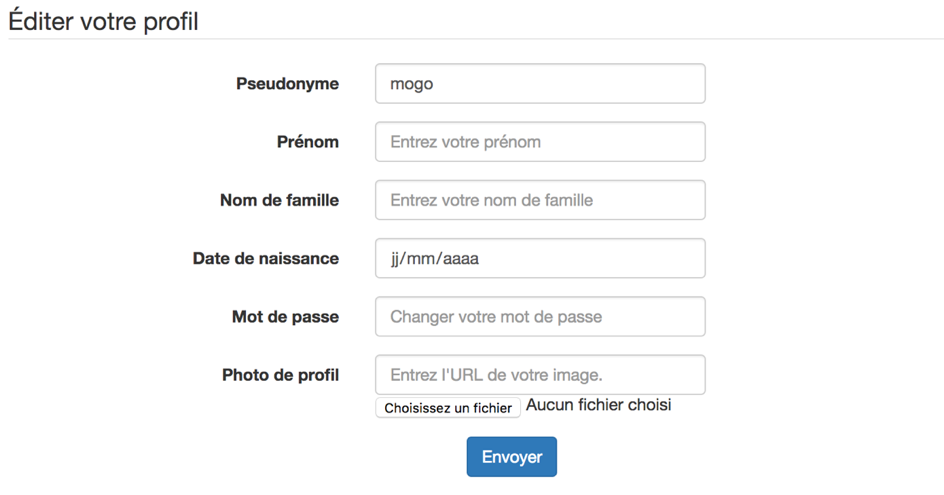 Éditer votre profil
Pseudonyme mogo
Prénom Entrez votre prénom
Nom de famille Entrez votre nom de famille
Date de naissance jj/mm/aaaa
Mot de passe Changer votre mot de passe
Photo de profil Entrez l'URL de votre image.
Choisissez un fichier Aucun fichier choisi
Envoyer